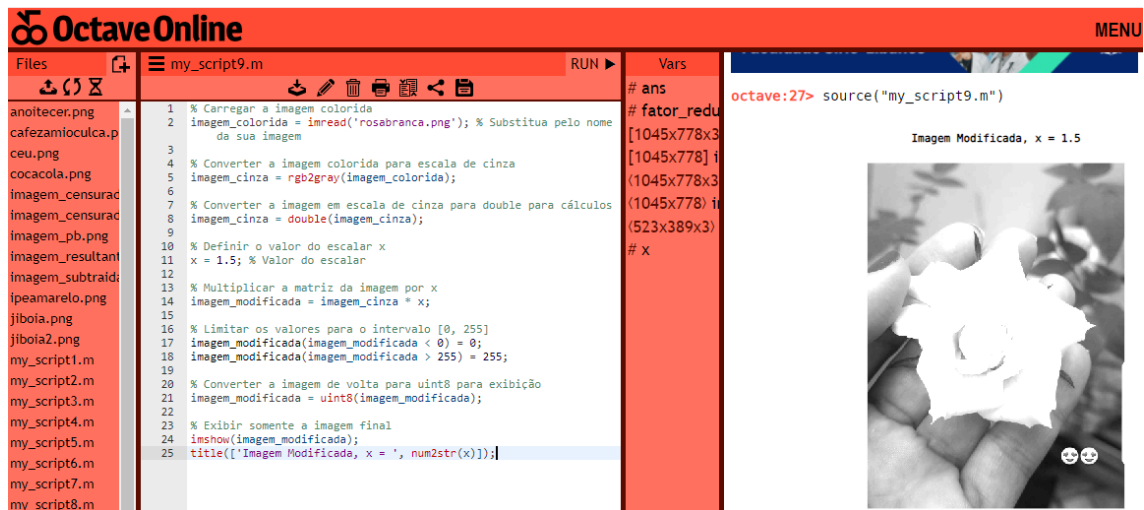 Octave Online
MENU
Files
my_script9.m
RUN
Vars
anoitecer.png
cafezamioculca.p
ceu.png
cocacola.png
imagem_censurad
imagem_censurad
imagem_pb.png
imagem_resultant
imagem_subtraida
ipeamarelo.png
jiboia.png
jiboia2.png
my_script1.m
my_script2.m
my_script3.m
my_script4.m
my_script5.m
my_script6.m
my_script7.m
my_script8.m
1 % Carregar a imagem colorida
2 imagem_colorida = imread('rosabranca.png'); % Substitua pelo nome
da sua imagem
3
4 % Converter a imagem colorida para escala de cinza
5 imagem_cinza = rgb2gray(imagem_colorida);
6
7 % Converter a imagem em escala de cinza para double para cálculos
8 imagem_cinza = double(imagem_cinza);
9
10 % Definir o valor do escalar x
11 x = 1.5; % Valor do escalar
12
13 % Multiplicar a matriz da imagem por x
14 imagem_modificada = imagem_cinza * x;
15
16 % Limitar os valores para o intervalo [0, 255]
17 imagem_modificada(imagem_modificada < 0) = 0;
18 imagem_modificada(imagem_modificada > 255) = 255;
19
20 % Converter a imagem de volta para uint8 para exibição
21 imagem_modificada = uint8(imagem_modificada);
22
23 % Exibir somente a imagem final
24 imshow(imagem_modificada);
25 title(['Imagem Modificada, x = ', num2str(x)]);
# ans
# fator_redu
[1045x778x3
[1045x778] i
(1045x778x3
(1045x778) i
(523x389x3)
# x
octave:27> source("my_script9.m")
Imagem Modificada, x = 1.5